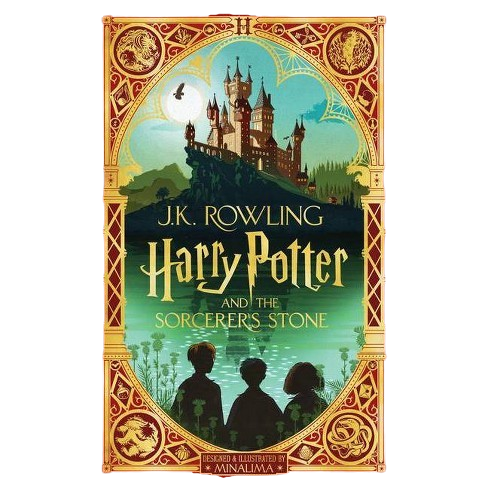 H
J.K. ROWLING
Harry Potter
AND THE
SORCERER'S STONE
DESIGNED & ILLUSTRATED BY
MINALIMA